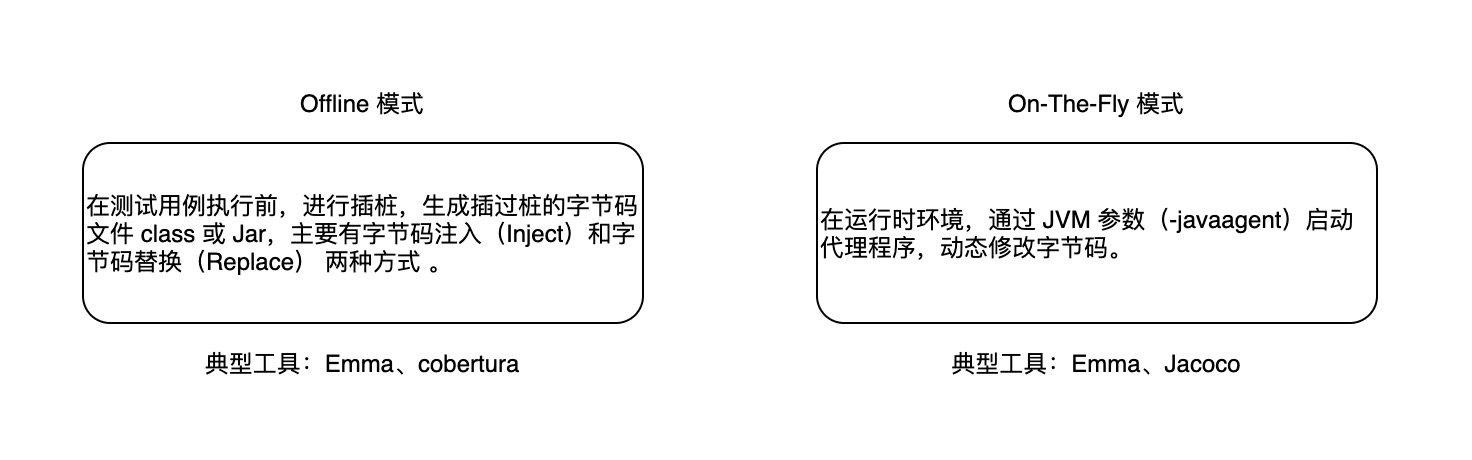 Offline 模式
在测试用例执行前，进行插桩，生成插过桩的字节码
文件 class 或 Jar，主要有字节码注入（Inject）和字
节码替换（Replace） 两种方式 。
典型工具：Emma、cobertura
On-The-Fly 模式
在运行时环境，通过 JVM 参数（-javaagent）启动
代理程序，动态修改字节码。
典型工具：Emma、Jacoco